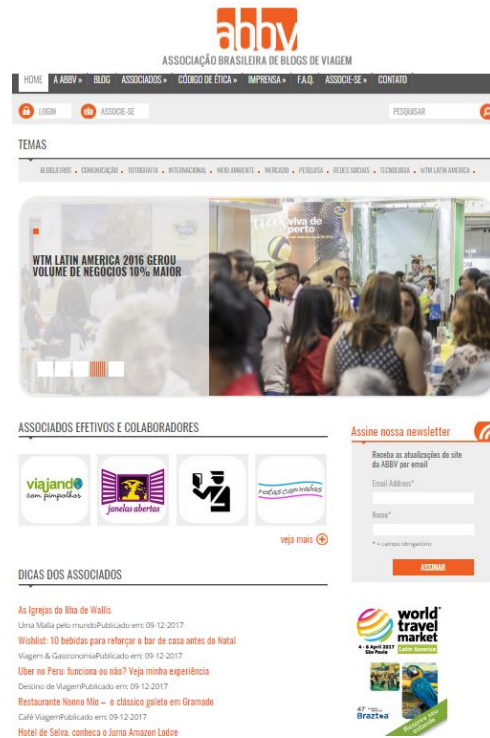 abbv
ASSOCIAÇÃO BRASILEIRA DE BLOGS DE VIAGEM
HOME A ABBV » BLOG ASSOCIADOS » CÓDIGO DE ÉTICA » IMPRENSA » F.A.Q. ASSOCIE-SE » CONTATO
LOGIN ASSOCIE-SE PESQUISAR
TEMAS
BLOGUEIROS • COMUNICAÇÃO • FOTOGRAFIA • INTERNACIONAL • MEIO AMBIENTE • MERCADO • PESQUISA • REDES SOCIAIS • TECNOLOGIA • WTM LATIN AMERICA •
viva de
perto
WTM LATIN AMERICA 2016 GEROU
VOLUME DE NEGÓCIOS 10% MAIOR
ASSOCIADOS EFETIVOS E COLABORADORES
viajando
com pimpolhos
janelas abertas
rotas capixabas
veja mais
DICAS DOS ASSOCIADOS
As Igrejas da Ilha de Wallis
Uma Malla pelo mundoPublicado em: 09-12-2017
Wishlist: 10 bebidas para reforçar o bar de casa antes do Natal
Viagem & GastronomiaPublicado em: 09-12-2017
Uber no Peru: funciona ou não? Veja minha experiência
Destino de ViagemPublicado em: 09-12-2017
Restaurante Nonno Mio – o clássico galeto em Gramado
Café ViagemPublicado em: 09-12-2017
Hotel de Selva, conheça o Juma Amazon Lodge
Assine nossa newsletter
Receba as atualizações do site
da ABBV por email
Email Address*
Nome*
* = campo obrigatório
ASSINAR
world
travel
market
4 - 6 April 2017
São Paulo
Latin America
47º
Braztoa
Reserve seu
estande